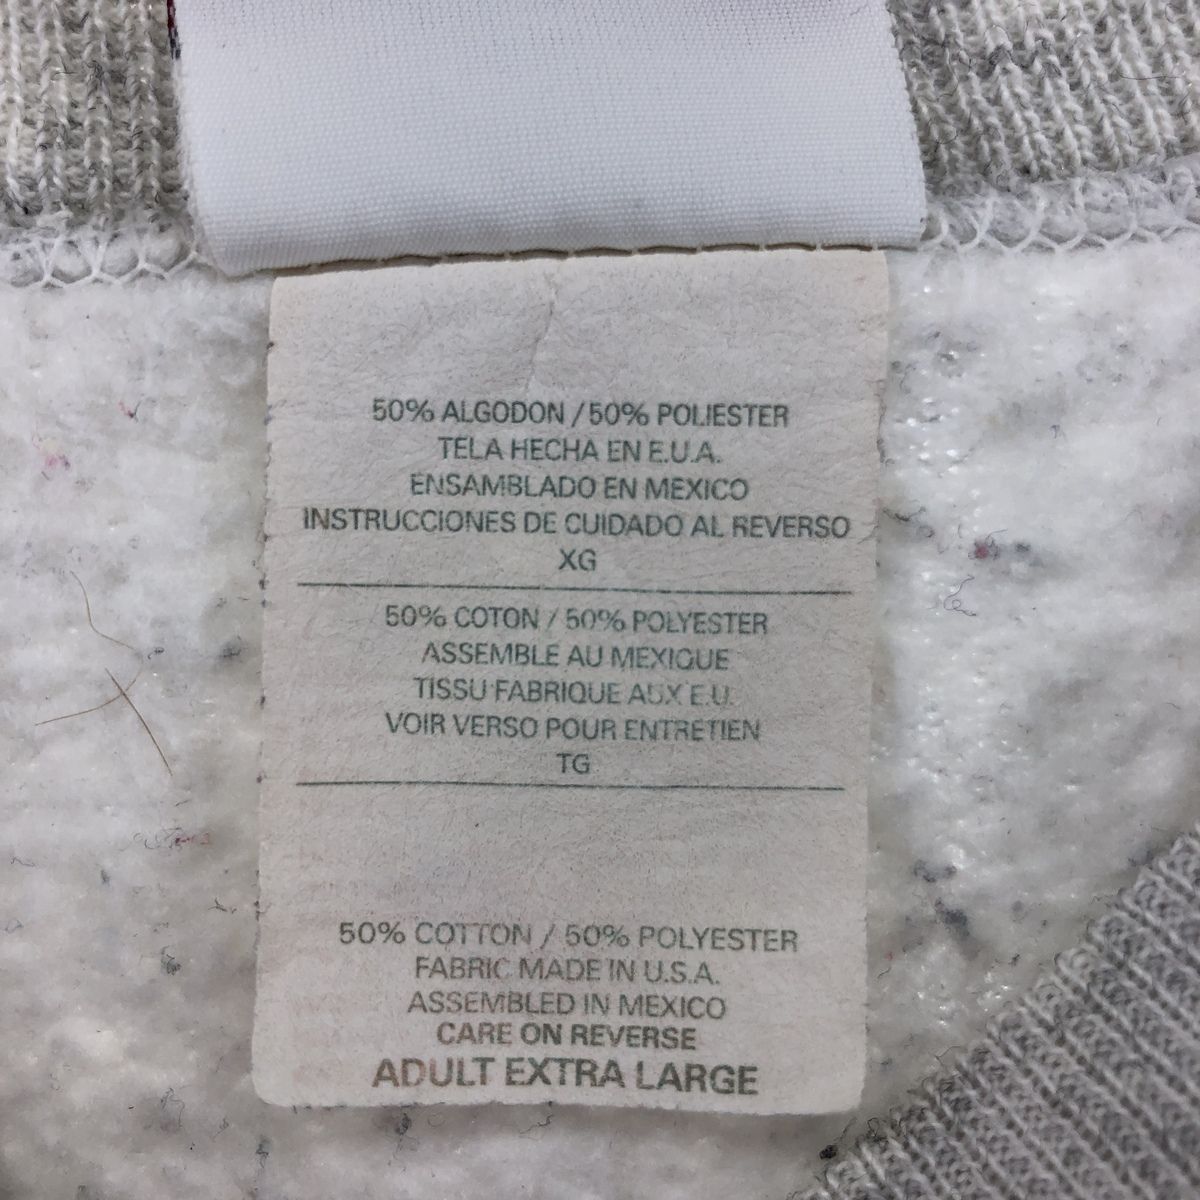 50% ALGODON / 50% POLIESTER
TELA HECHA EN E.U.A.
ENSAMBLADO EN MEXICO
INSTRUCCIONES DE CUIDADO AL REVERSO
XG
50% COTON / 50% POLYESTER
ASSEMBLE AU MEXIQUE
TISSU FABRIQUE AUX E.U.
VOIR VERSO POUR ENTRETIEN
TG
50% COTTON / 50% POLYESTER
FABRIC MADE IN U.S.A.
ASSEMBLED IN MEXICO
CARE ON REVERSE
ADULT EXTRA LARGE